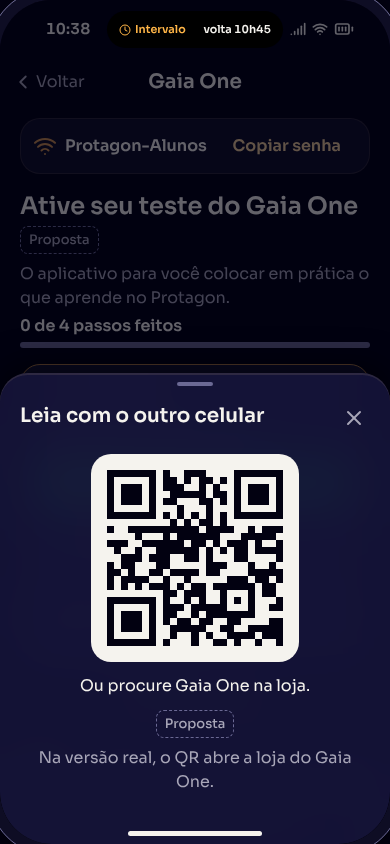 10:38
Intervalo volta 10h45
Voltar
Gaia One
Protagon-Alunos
Copiar senha
Ative seu teste do Gaia One
Proposta
O aplicativo para você colocar em prática o
que aprende no Protagon.
0 de 4 passos feitos
Leia com o outro celular
Ou procure Gaia One na loja.
Proposta
Na versão real, o QR abre a loja do Gaia
One.